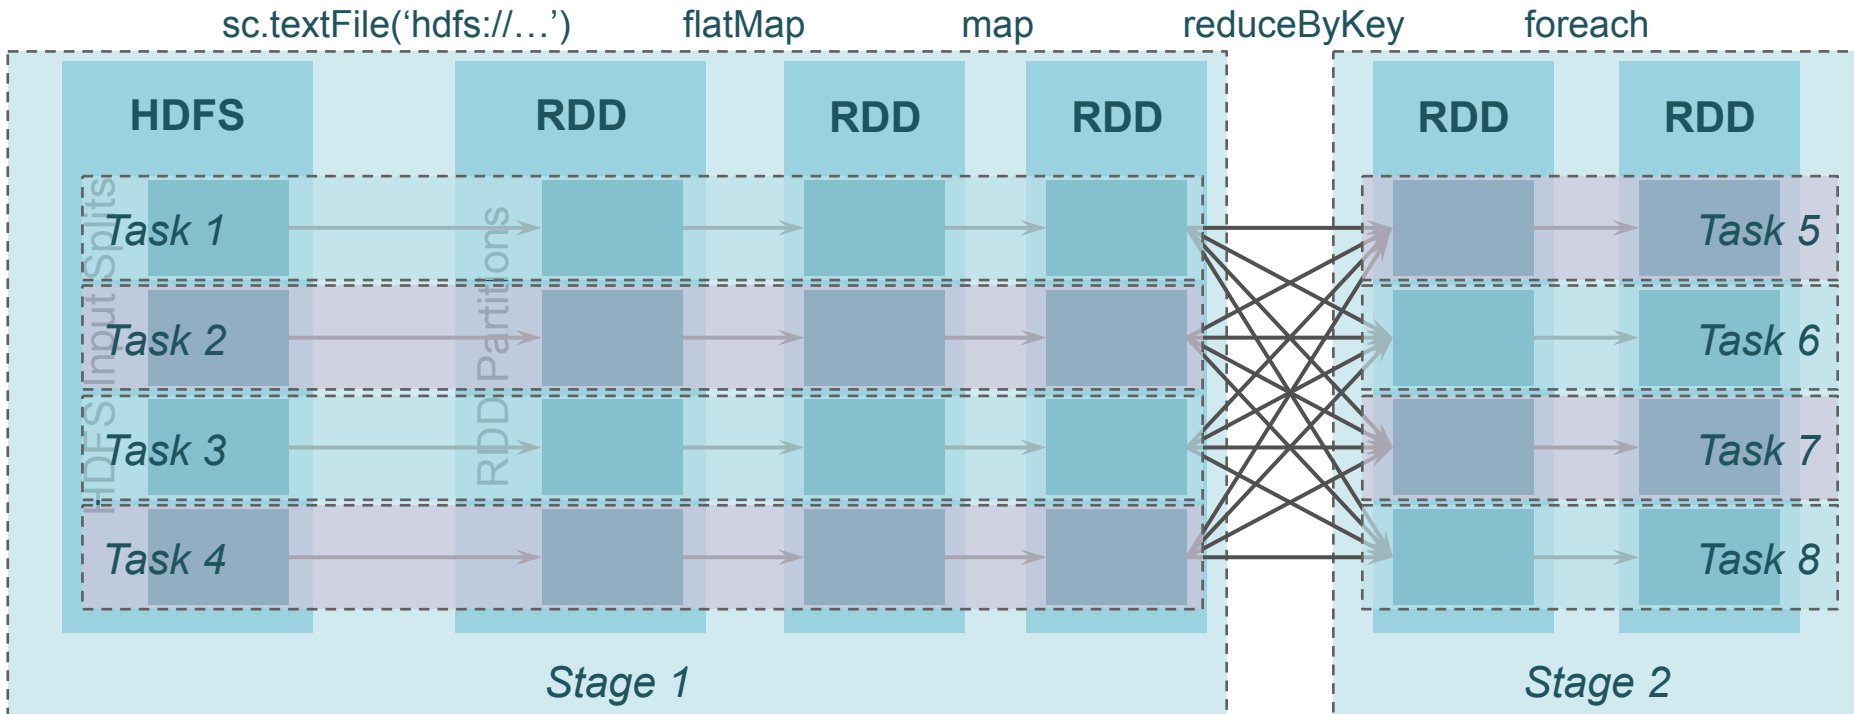 sc.textFile(‘hdfs://…’) flatMap map reduceByKey foreach
HDFS RDD RDD RDD RDD RDD
HDFS Input Splits
RDD Partitions
Task 1 Task 5
Task 2 Task 6
Task 3 Task 7
Task 4 Task 8
Stage 1 Stage 2